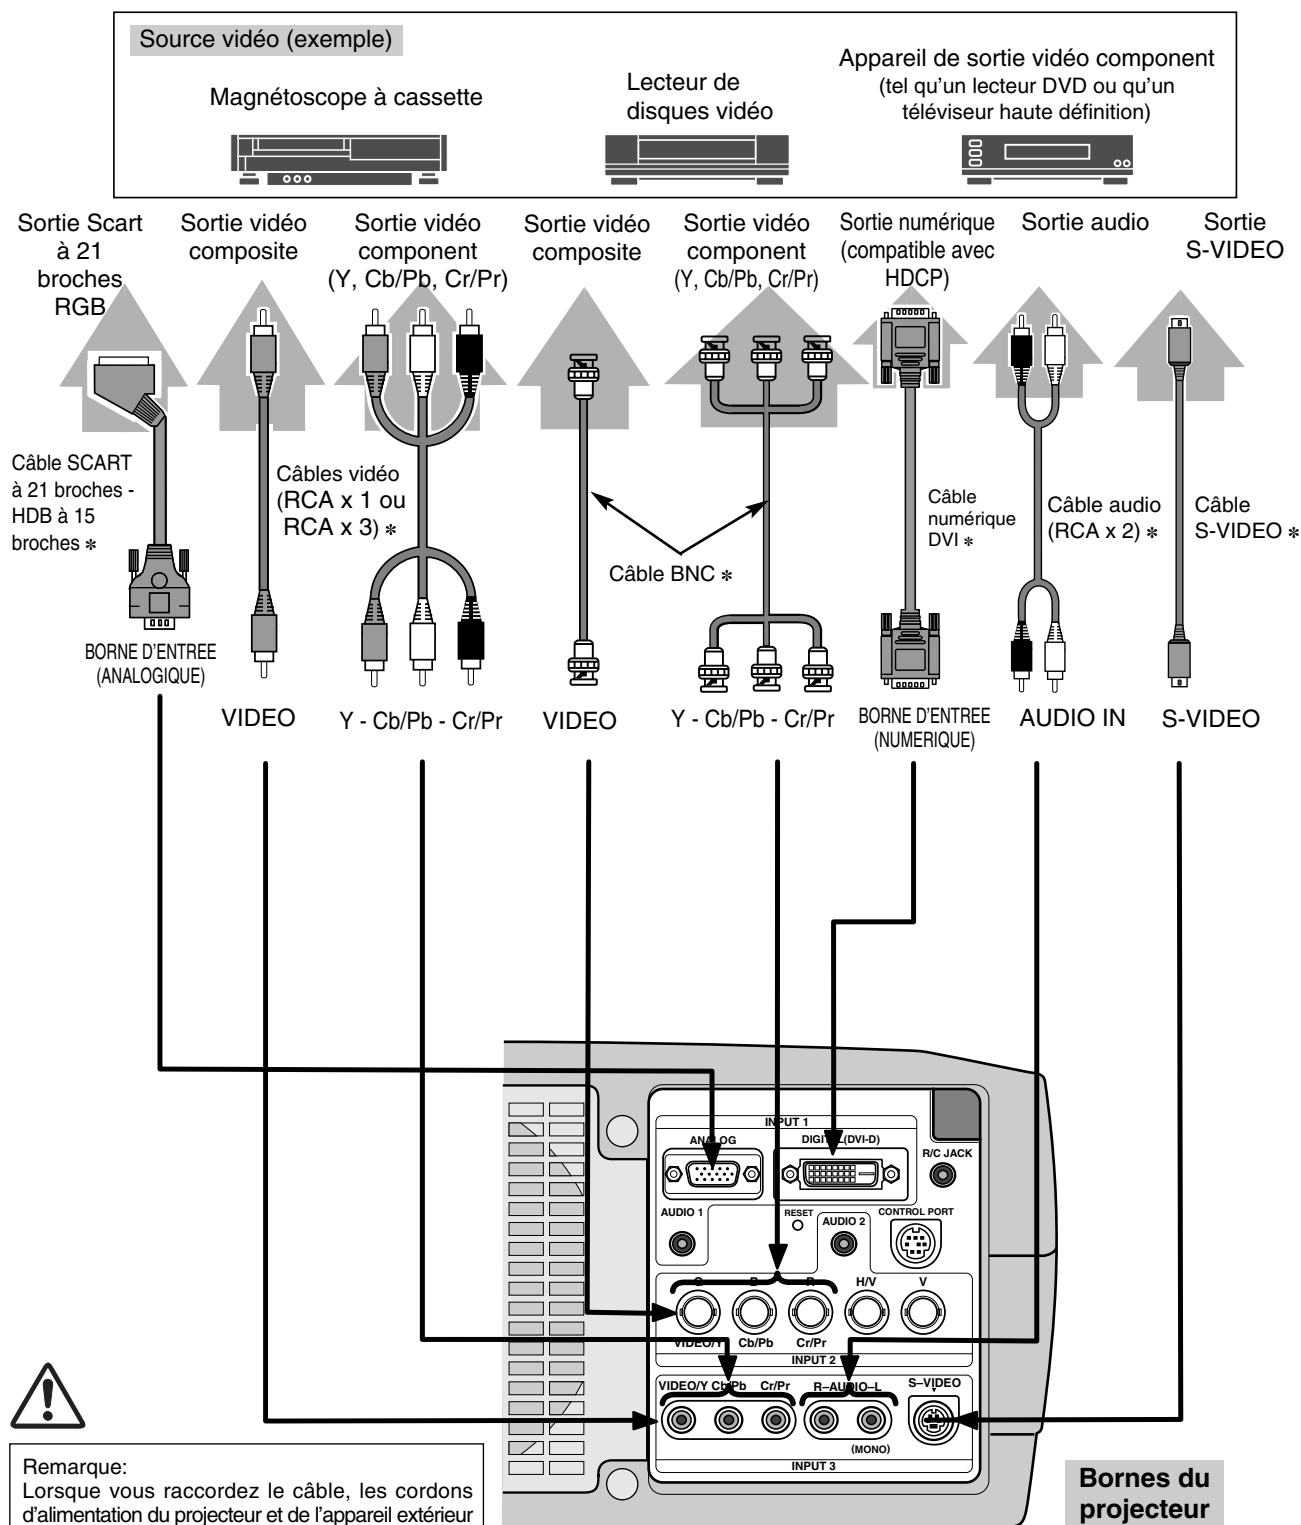 Source vidéo (exemple)
Magnétoscope à cassette
Lecteur de
disques vidéo
Appareil de sortie vidéo component
(tel qu'un lecteur DVD ou qu'un
téléviseur haute définition)
Sortie Scart
à 21
broches
RGB
Sortie vidéo
composite
Sortie vidéo
component
(Y, Cb/Pb, Cr/Pr)
Sortie vidéo
composite
Sortie vidéo
component
(Y, Cb/Pb, Cr/Pr)
Sortie numérique
(compatible avec
HDCP)
Sortie audio
Sortie
S-VIDEO
Câble SCART
à 21 broches -
HDB à 15
broches *
Câbles vidéo
(RCA x 1 ou
RCA x 3) *
Câble BNC *
Câble
numérique
DVI *
Câble audio
(RCA x 2) *
Câble
S-VIDEO *
BORNE D'ENTREE
(ANALOGIQUE)
VIDEO
Y - Cb/Pb - Cr/Pr
VIDEO
Y - Cb/Pb - Cr/Pr
BORNE D'ENTREE
(NUMERIQUE)
AUDIO IN
S-VIDEO
INPUT 1
ANALOG
DIGITAL(DVI-D)
R/C JACK
AUDIO 1
RESET
AUDIO 2
CONTROL PORT
G
B
R
H/V
V
VIDEO/Y
Cb/Pb
Cr/Pr
INPUT 2
VIDEO/Y
Cb/Pb
Cr/Pr
R–AUDIO–L
S–VIDEO
(MONO)
INPUT 3
Remarque:
Lorsque vous raccordez le câble, les cordons
d'alimentation du projecteur et de l'appareil extérieur
Bornes du
projecteur